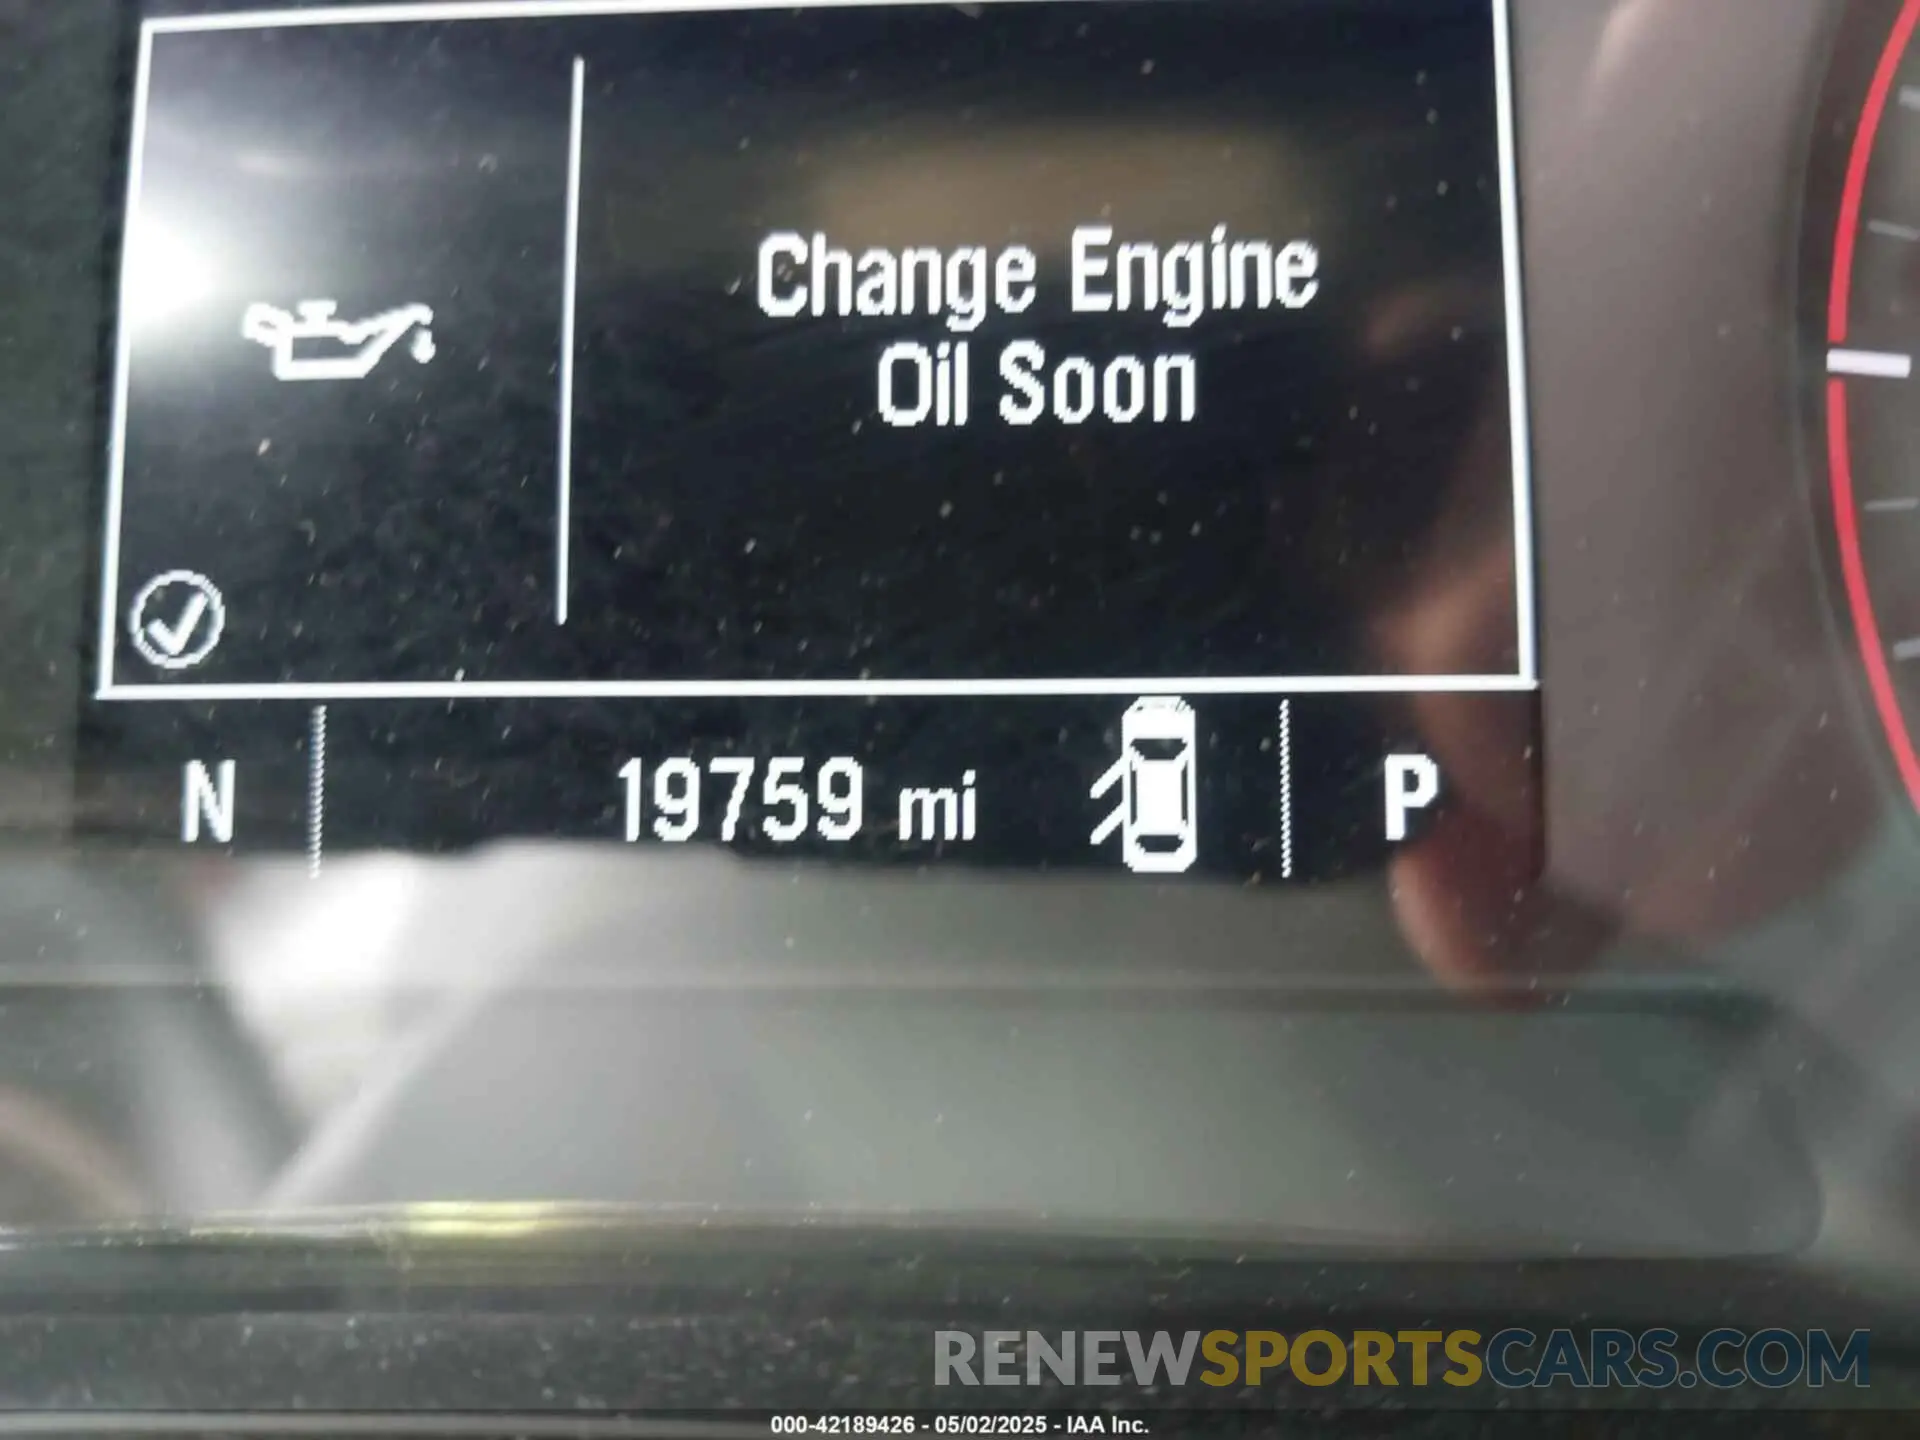 Change Engine
Oil Soon
N 19759 mi P
RENEWSPORTSCARS.COM
000-42189426 - 05/02/2025 - IAA Inc.